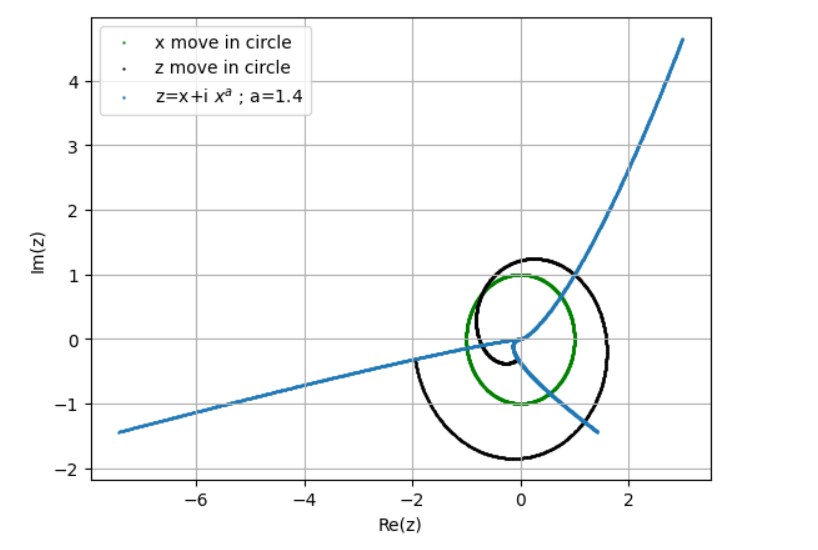 x move in circle
z move in circle
z=x+i xᵃ ; a=1.4
4
3
2
1
0
−1
−2
Im(z)
−6 −4 −2 0 2
Re(z)